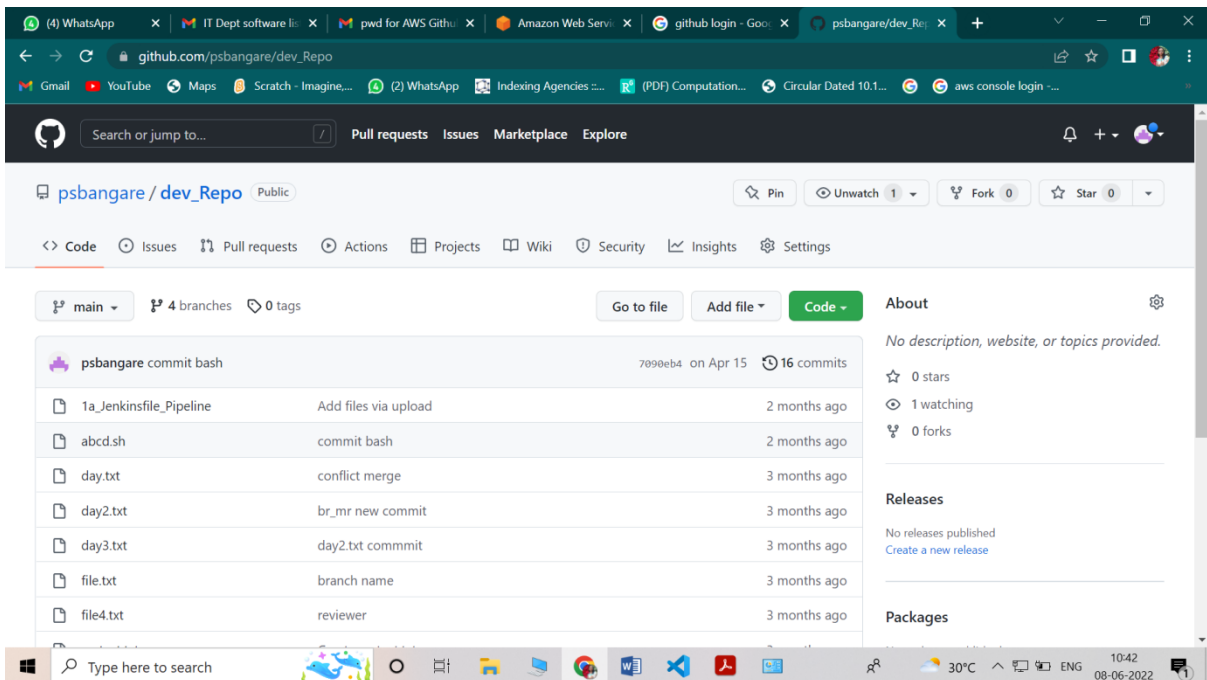 (4) WhatsApp
IT Dept software lis
pwd for AWS Githu
Amazon Web Servic
github login - Goo
psbangare/dev_Rep
github.com/psbangare/dev_Repo
Gmail
YouTube
Maps
Scratch - Imagine,...
(2) WhatsApp
Indexing Agencies ::...
(PDF) Computation...
Circular Dated 10.1...
aws console login -...
Search or jump to...
/
Pull requests Issues Marketplace Explore
psbangare / dev_Repo Public
Pin
Unwatch 1
Fork 0
Star 0
Code
Issues
Pull requests
Actions
Projects
Wiki
Security
Insights
Settings
main
4 branches
0 tags
Go to file
Add file
Code
About
No description, website, or topics provided.
psbangare commit bash 7090eb4 on Apr 15 16 commits
1a_Jenkinsfile_Pipeline Add files via upload 2 months ago
abcd.sh commit bash 2 months ago
day.txt conflict merge 3 months ago
day2.txt br_mr new commit 3 months ago
day3.txt day2.txt commmit 3 months ago
file.txt branch name 3 months ago
file4.txt reviewer 3 months ago
0 stars
1 watching
0 forks
Releases
No releases published
Create a new release
Packages
Type here to search
30°C
ENG
10:42
08-06-2022